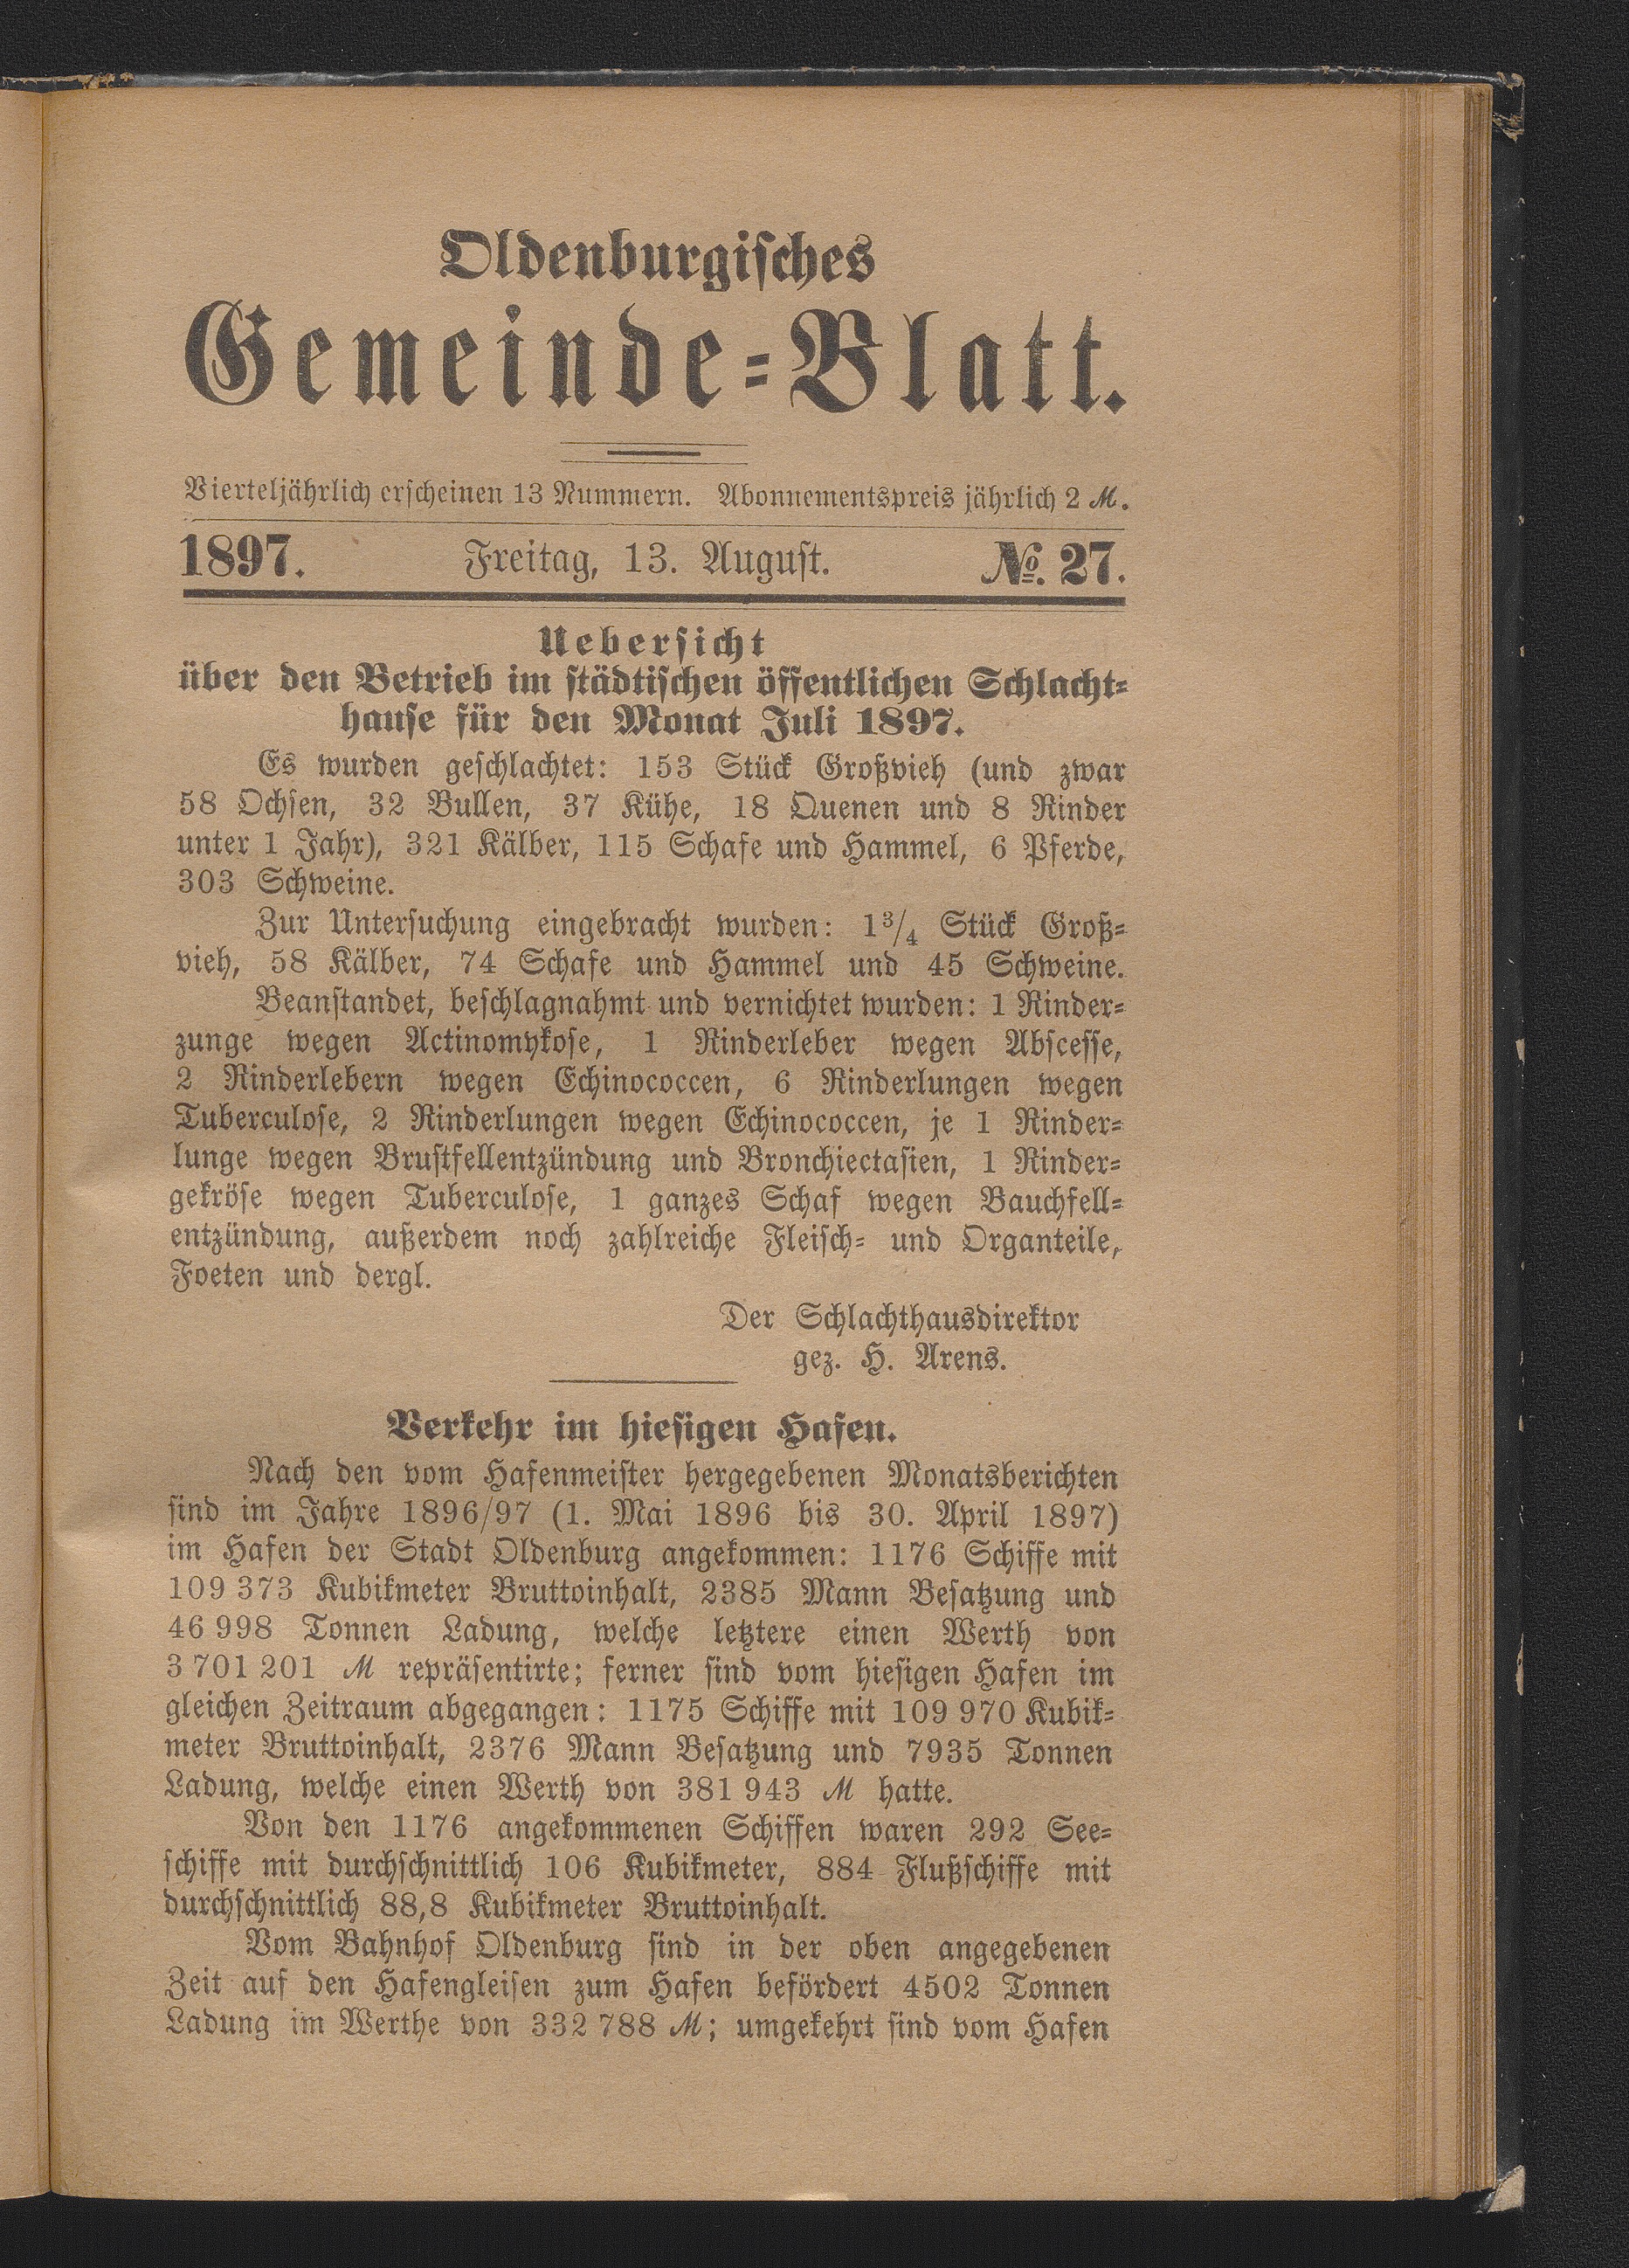 Oldenburgisches
Gemeinde-Blatt.
Vierteljährlich erscheinen 13 Nummern. Abonnementspreis jährlich 2 ℳ.
1897. Freitag, 13. August. №. 27.
Uebersicht
über den Betrieb im städtischen öffentlichen Schlacht-
hause für den Monat Juli 1897.
Es wurden geschlachtet: 153 Stück Großvieh (und zwar
58 Ochsen, 32 Bullen, 37 Kühe, 18 Quenen und 8 Rinder
unter 1 Jahr), 321 Kälber, 115 Schafe und Hammel, 6 Pferde,
303 Schweine.
Zur Untersuchung eingebracht wurden: 1³/₄ Stück Groß-
vieh, 58 Kälber, 74 Schafe und Hammel und 45 Schweine.
Beanstandet, beschlagnahmt und vernichtet wurden: 1 Rinder-
zunge wegen Actinomykose, 1 Rinderleber wegen Abscesse,
2 Rinderlebern wegen Echinococcen, 6 Rinderlungen wegen
Tuberculose, 2 Rinderlungen wegen Echinococcen, je 1 Rinder-
lunge wegen Brustfellentzündung und Bronchiectasien, 1 Rinder-
gekröse wegen Tuberculose, 1 ganzes Schaf wegen Bauchfell-
entzündung, außerdem noch zahlreiche Fleisch- und Organteile,
Foeten und dergl.
Der Schlachthausdirektor
gez. H. Arens.
Verkehr im hiesigen Hafen.
Nach den vom Hafenmeister hergegebenen Monatsberichten
sind im Jahre 1896/97 (1. Mai 1896 bis 30. April 1897)
im Hafen der Stadt Oldenburg angekommen: 1176 Schiffe mit
109 373 Kubikmeter Bruttoinhalt, 2385 Mann Besatzung und
46 998 Tonnen Ladung, welche letztere einen Werth von
3 701 201 ℳ repräsentirte; ferner sind vom hiesigen Hafen im
gleichen Zeitraum abgegangen: 1175 Schiffe mit 109 970 Kubik-
meter Bruttoinhalt, 2376 Mann Besatzung und 7935 Tonnen
Ladung, welche einen Werth von 381 943 ℳ hatte.
Von den 1176 angekommenen Schiffen waren 292 See-
schiffe mit durchschnittlich 106 Kubikmeter, 884 Flußschiffe mit
durchschnittlich 88,8 Kubikmeter Bruttoinhalt.
Vom Bahnhof Oldenburg sind in der oben angegebenen
Zeit auf den Hafengleisen zum Hafen befördert 4502 Tonnen
Ladung im Werthe von 332 788 ℳ; umgekehrt sind vom Hafen